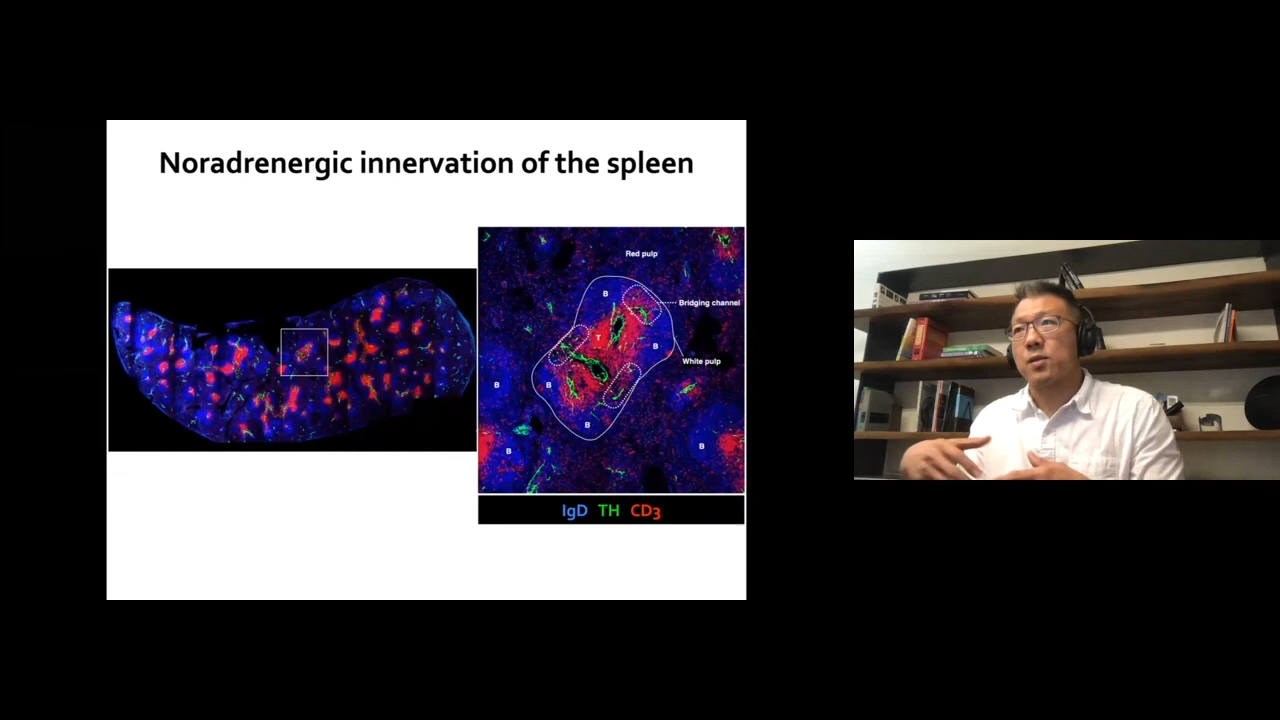 Noradrenergic innervation of the spleen
Red pulp
B
Bridging channel
T
B
White pulp
B
B
B
B
B
IgD TH CD3